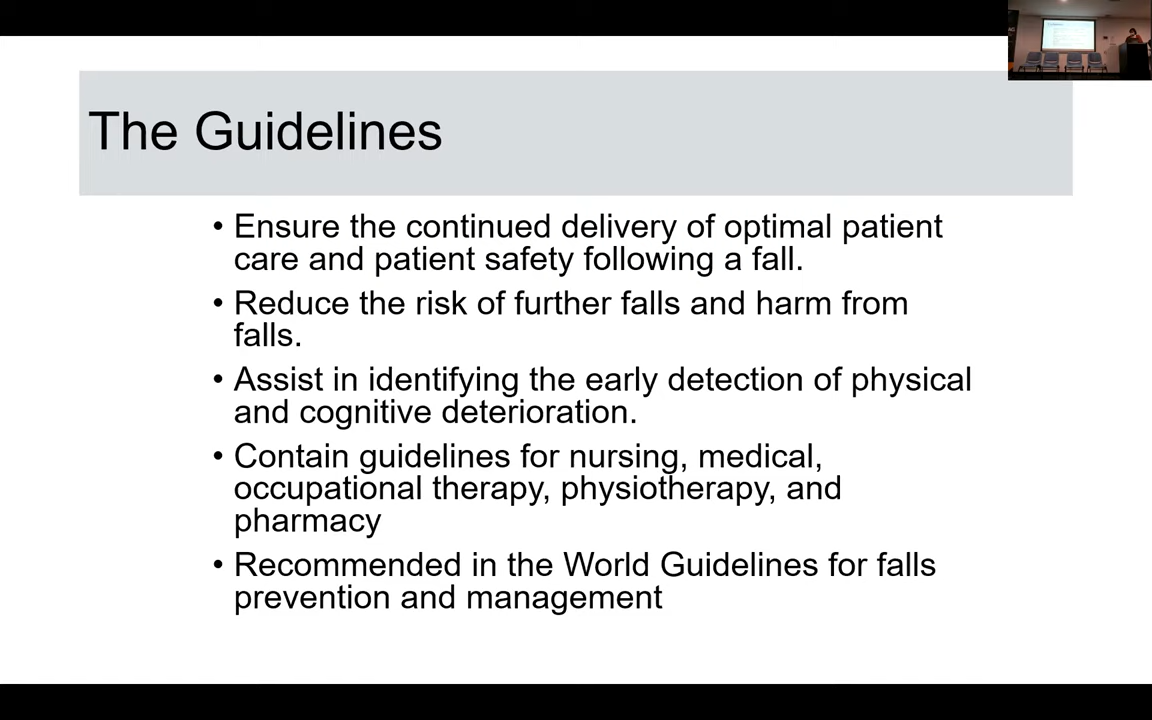 The Guidelines
• Ensure the continued delivery of optimal patient
care and patient safety following a fall.
• Reduce the risk of further falls and harm from
falls.
• Assist in identifying the early detection of physical
and cognitive deterioration.
• Contain guidelines for nursing, medical,
occupational therapy, physiotherapy, and
pharmacy
• Recommended in the World Guidelines for falls
prevention and management